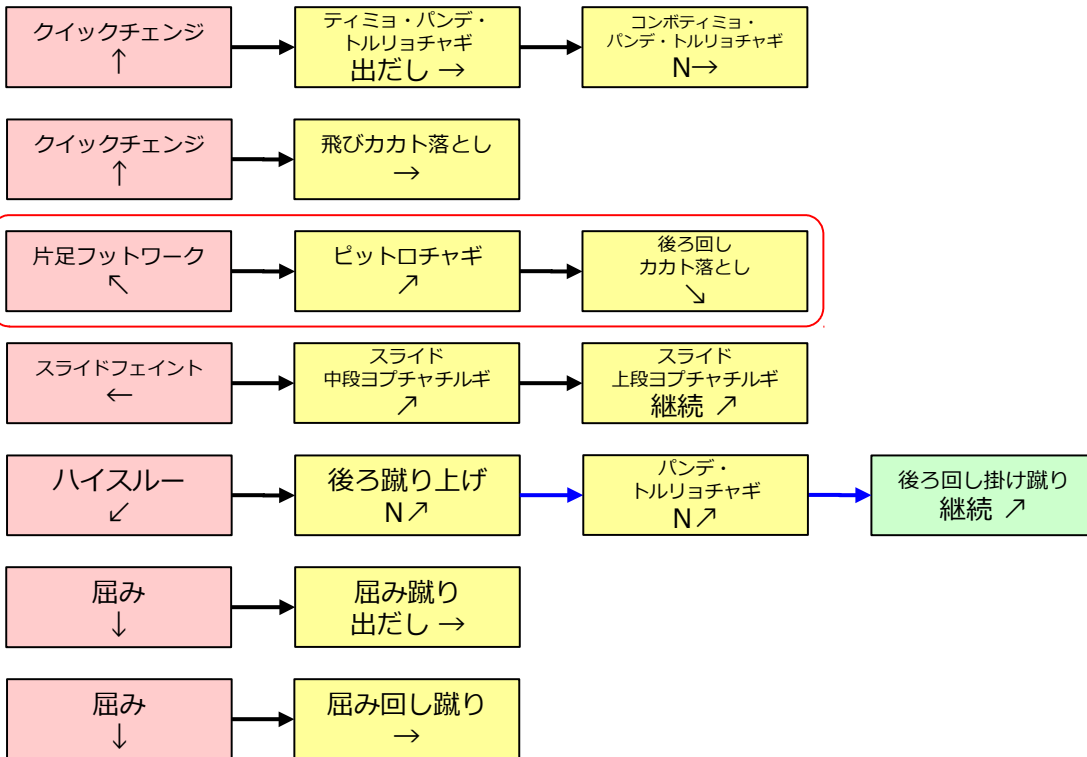 クイックチェンジ
↑
ティミョ・パンデ・
トルリョチャギ
出だし →
コンボティミョ・
パンデ・トルリョチャギ
N→
クイックチェンジ
↑
飛びカカト落とし
→
片足フットワーク
↖
ピットロチャギ
↗
後ろ回し
カカト落とし
↘
スライドフェイント
←
スライド
中段ヨプチャチルギ
↗
スライド
上段ヨプチャチルギ
継続 ↗
ハイスルー
↙
後ろ蹴り上げ
N↗
パンデ・
トルリョチャギ
N↗
後ろ回し掛け蹴り
継続 ↗
屈み
↓
屈み蹴り
出だし →
屈み
↓
屈み回し蹴り
→